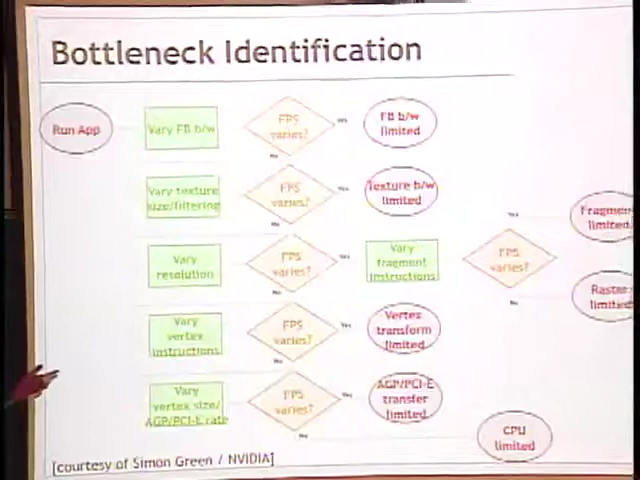 Bottleneck Identification
Run App
Vary FB b/w
FPS
varies?
Yes
FB b/w
limited
No
Vary texture
size/filtering
FPS
varies?
Yes
Texture b/w
limited
No
Vary
resolution
FPS
varies?
Yes
Vary
fragment
instructions
FPS
varies?
Yes
Fragment
limited
No
Raster
limited
No
Vary
vertex
instructions
FPS
varies?
Yes
Vertex
transform
limited
No
Vary
vertex size/
AGP/PCI-E rate
FPS
varies?
Yes
AGP/PCI-E
transfer
limited
No
CPU
limited
[courtesy of Simon Green / NVIDIA]